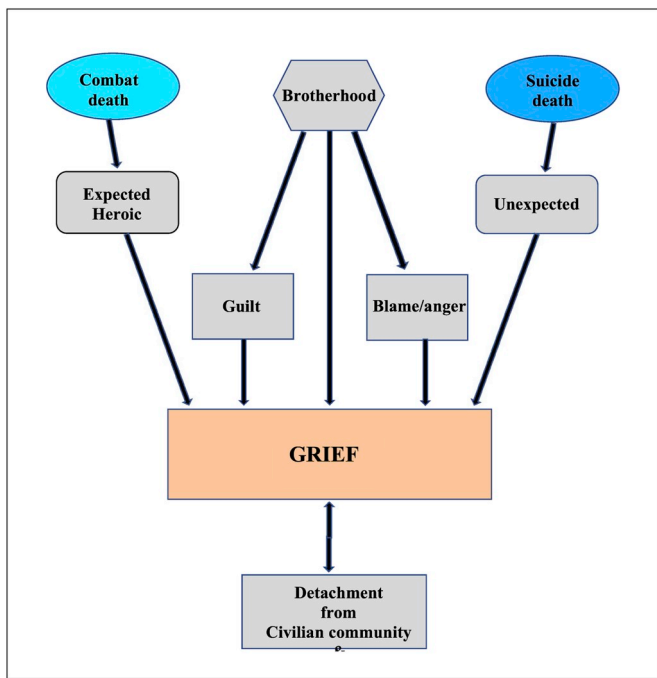 Combat
death
Brotherhood
Suicide
death
Expected
Heroic
Unexpected
Guilt
Blame/anger
GRIEF
Detachment
from
Civilian community